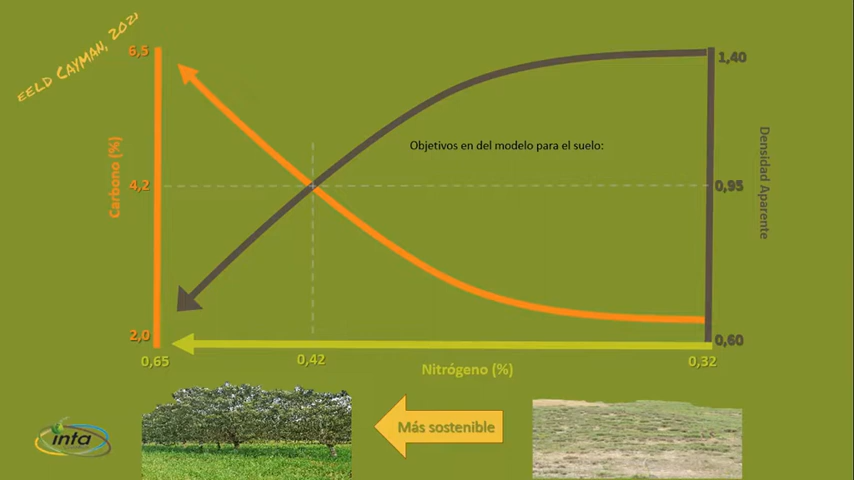 EELD CAYMAN, 2021
6,5
1,40
Objetivos en del modelo para el suelo:
Carbono (%)
Densidad Aparente
4,2
0,95
2,0
0,60
0,65
0,42
0,32
Nitrógeno (%)
Más sostenible
inta